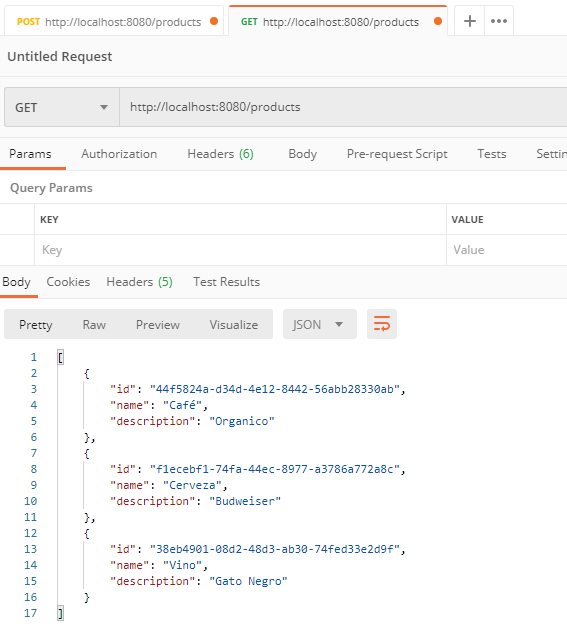 POST http://localhost:8080/products GET http://localhost:8080/products + •••
Untitled Request
GET http://localhost:8080/products
Params Authorization Headers (6) Body Pre-request Script Tests Settin
Query Params
KEY VALUE
Key Value
Body Cookies Headers (5) Test Results
Pretty Raw Preview Visualize JSON
1 [
2 {
3 "id": "44f5824a-d34d-4e12-8442-56abb28330ab",
4 "name": "Café",
5 "description": "Organico"
6 },
7 {
8 "id": "f1ecebf1-74fa-44ec-8977-a3786a772a8c",
9 "name": "Cerveza",
10 "description": "Budweiser"
11 },
12 {
13 "id": "38eb4901-08d2-48d3-ab30-74fed33e2d9f",
14 "name": "Vino",
15 "description": "Gato Negro"
16 }
17 ]